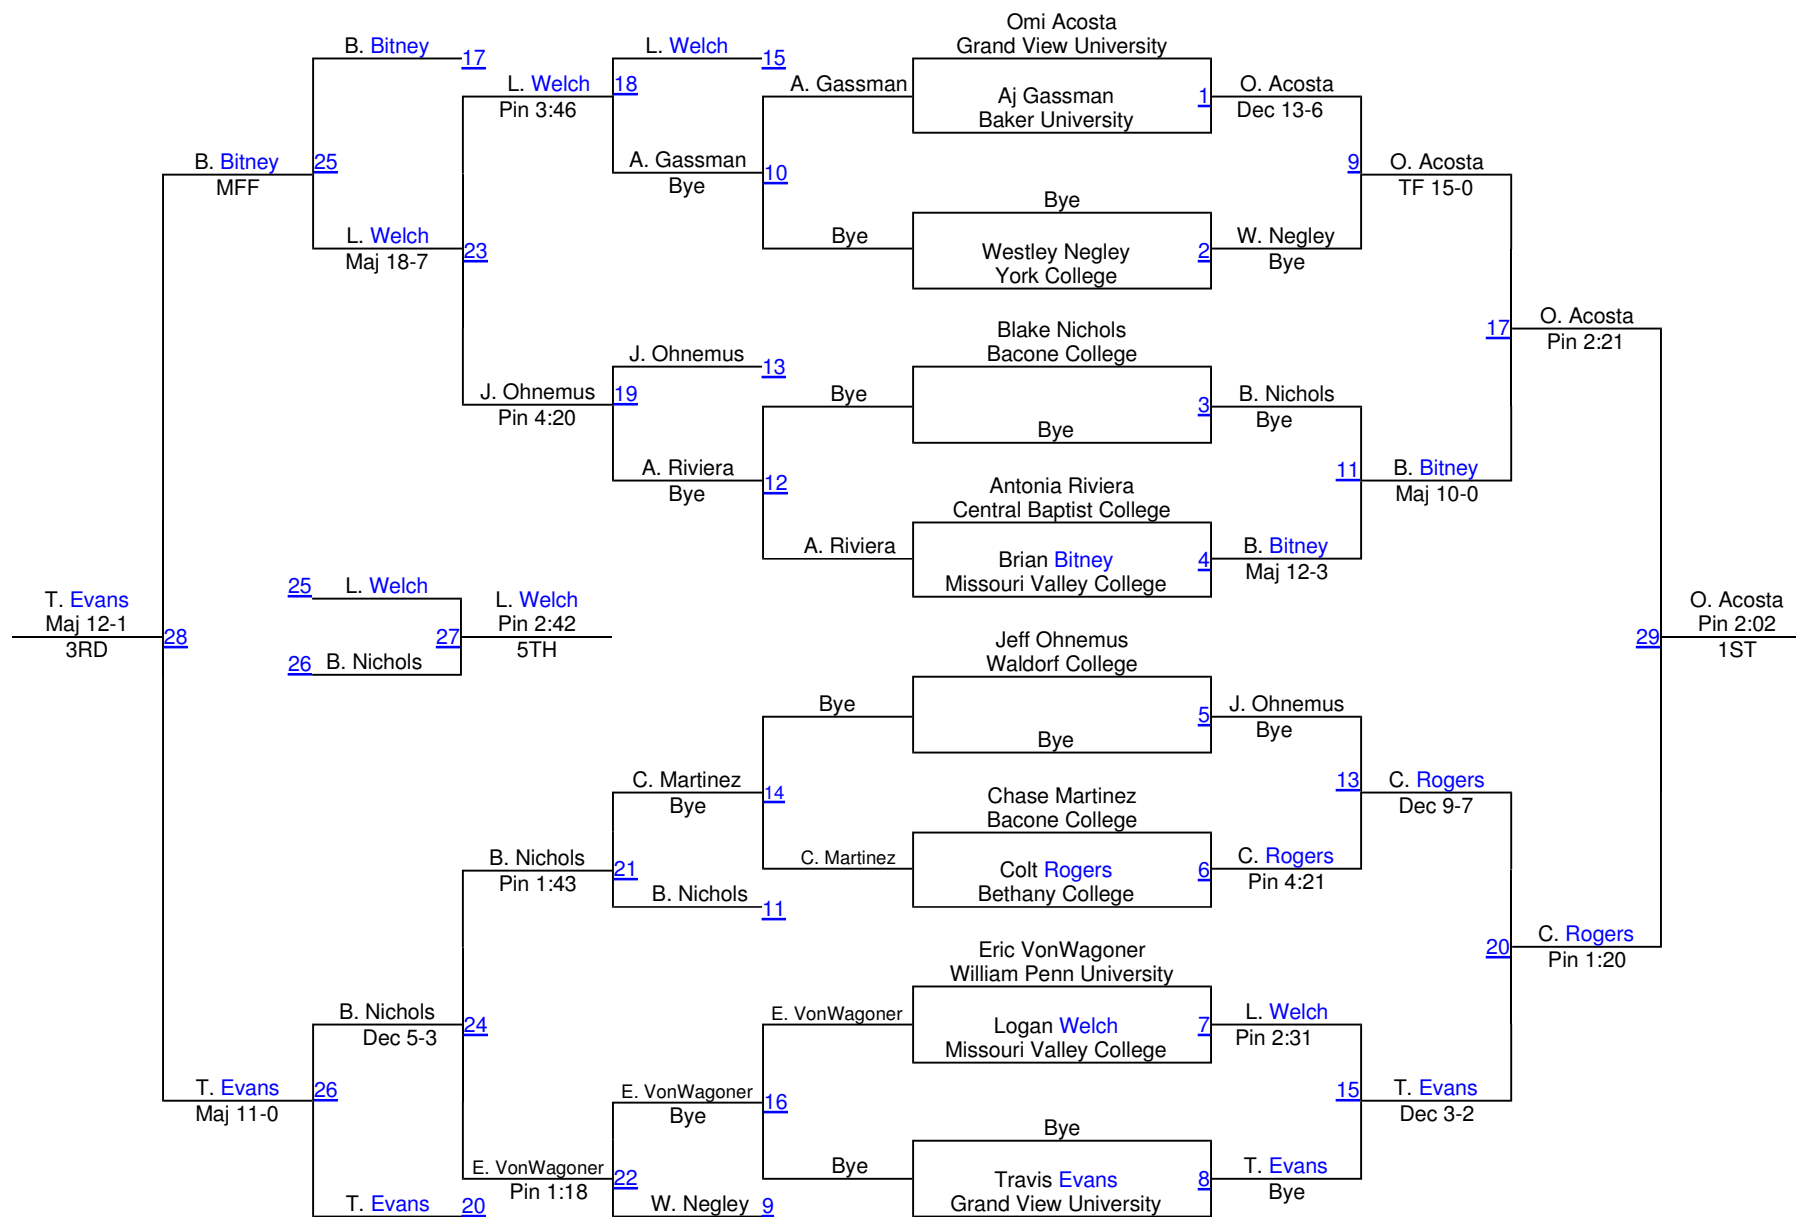 Omi Acosta
B. Bitney
17
L. Welch
15
Grand View University
L. Welch
18
A. Gassman
Aj Gassman
1
O. Acosta
Pin 3:46
Baker University
Dec 13-6
B. Bitney
25
A. Gassman
10
9
O. Acosta
MFF
Bye
TF 15-0
Bye
L. Welch
23
Bye
Westley Negley
2
W. Negley
Maj 18-7
York College
Bye
Blake Nichols
17
O. Acosta
J. Ohnemus
13
Bacone College
Pin 2:21
J. Ohnemus
19
Bye
3
B. Nichols
Pin 4:20
Bye
Bye
A. Riviera
12
Antonia Riviera
11
B. Bitney
Bye
Central Baptist College
Maj 10-0
A. Riviera
Brian Bitney
4
B. Bitney
Missouri Valley College
Maj 12-3
25
L. Welch
T. Evans
L. Welch
O. Acosta
Maj 12-1
Pin 2:42
Pin 2:02
28
27
Jeff Ohnemus
29
3RD
26
B. Nichols
5TH
Waldorf College
1ST
Bye
5
J. Ohnemus
Bye
Bye
C. Martinez
14
Chase Martinez
13
C. Rogers
Bye
Bacone College
Dec 9-7
B. Nichols
21
C. Martinez
Colt Rogers
6
C. Rogers
Pin 1:43
Bethany College
Pin 4:21
B. Nichols
11
Eric VonWagoner
20
C. Rogers
William Penn University
Pin 1:20
B. Nichols
24
E. VonWagoner
Logan Welch
7
L. Welch
Dec 5-3
Missouri Valley College
Pin 2:31
T. Evans
26
E. VonWagoner
16
15
T. Evans
Maj 11-0
Bye
Dec 3-2
Bye
E. VonWagoner
22
Bye
Travis Evans
8
T. Evans
Pin 1:18
Bye
T. Evans
20
W. Negley
9
Grand View University